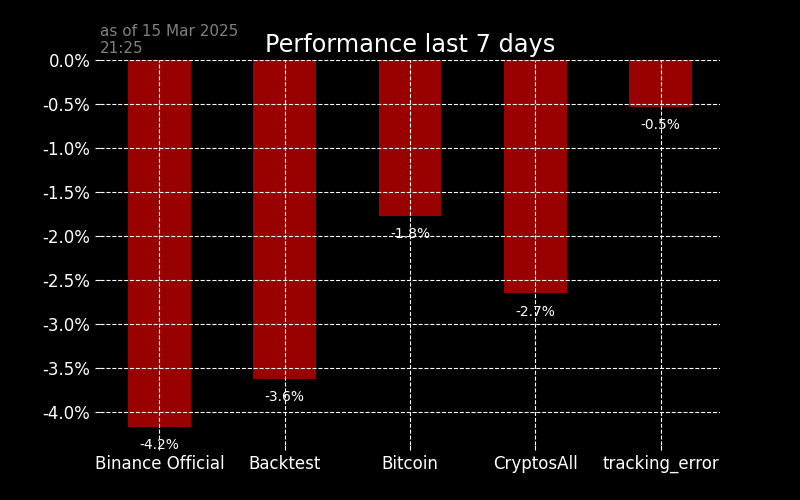 as of 15 Mar 2025
21:25
Performance last 7 days
0.0%
-0.5%
-1.0%
-1.5%
-2.0%
-2.5%
-3.0%
-3.5%
-4.0%
-4.2%
-3.6%
-1.8%
-2.7%
-0.5%
Binance Official
Backtest
Bitcoin
CryptosAll
tracking_error